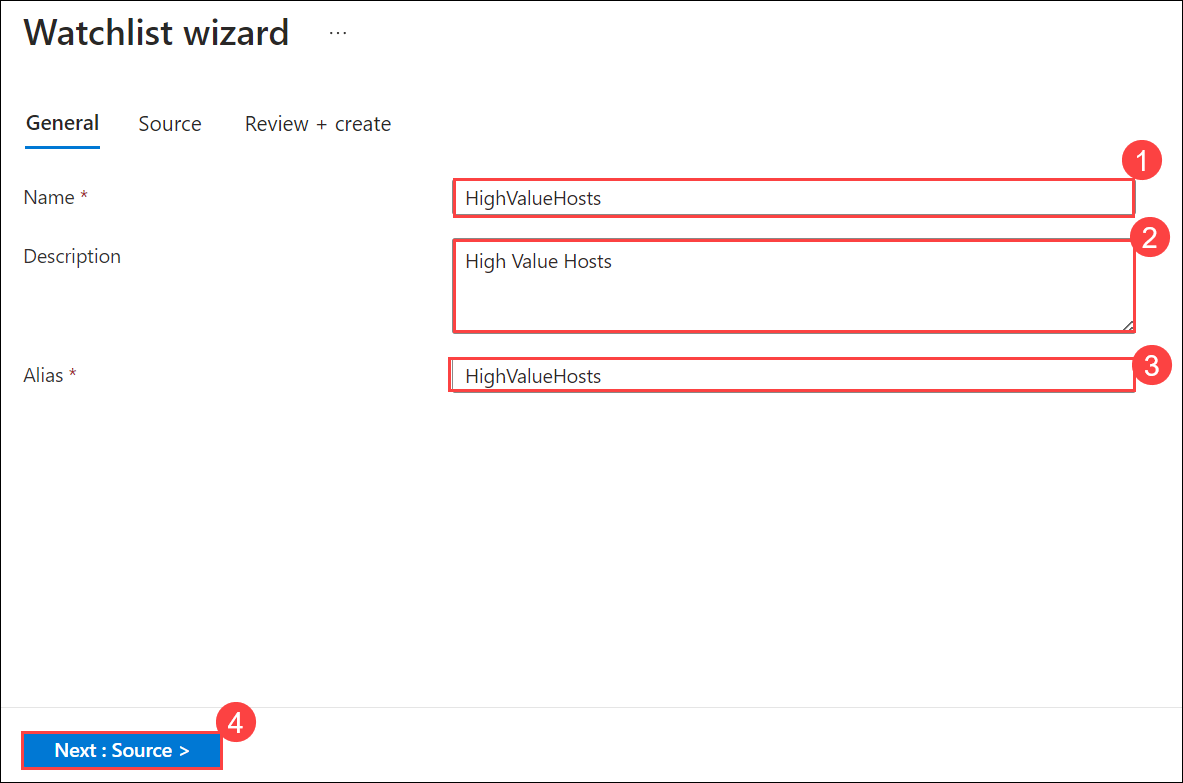 Watchlist wizard ...
General Source Review + create
1
Name * HighValueHosts
2
Description High Value Hosts
3
Alias * HighValueHosts
4
Next : Source >